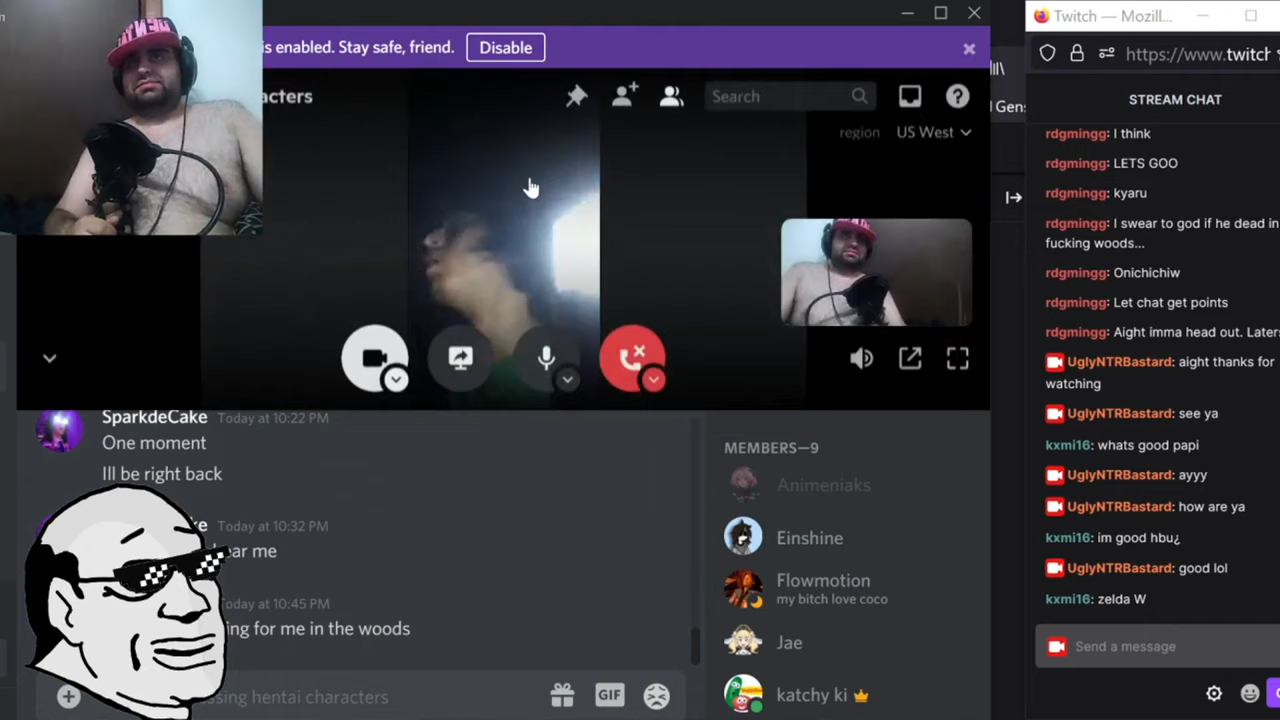 is enabled. Stay safe, friend. Disable
acters
Search
region US West
SparkdeCake Today at 10:22 PM
One moment
Ill be right back
ke Today at 10:32 PM
ear me
Today at 10:45 PM
ing for me in the woods
ssing hentai characters
GIF
MEMBERS—9
Animeniaks
Einshine
Flowmotion
my bitch love coco
Jae
katchy ki
Gens
Twitch — Mozill...
https://www.twitch
STREAM CHAT
rdgmingg: I think
rdgmingg: LETS GOO
rdgmingg: kyaru
rdgmingg: I swear to god if he dead in
fucking woods...
rdgmingg: Onichichiw
rdgmingg: Let chat get points
rdgmingg: Aight imma head out. Later
UglyNTRBastard: aight thanks for
watching
UglyNTRBastard: see ya
kxmi16: whats good papi
UglyNTRBastard: ayyy
UglyNTRBastard: how are ya
kxmi16: im good hbu¿
UglyNTRBastard: good lol
kxmi16: zelda W
Send a message